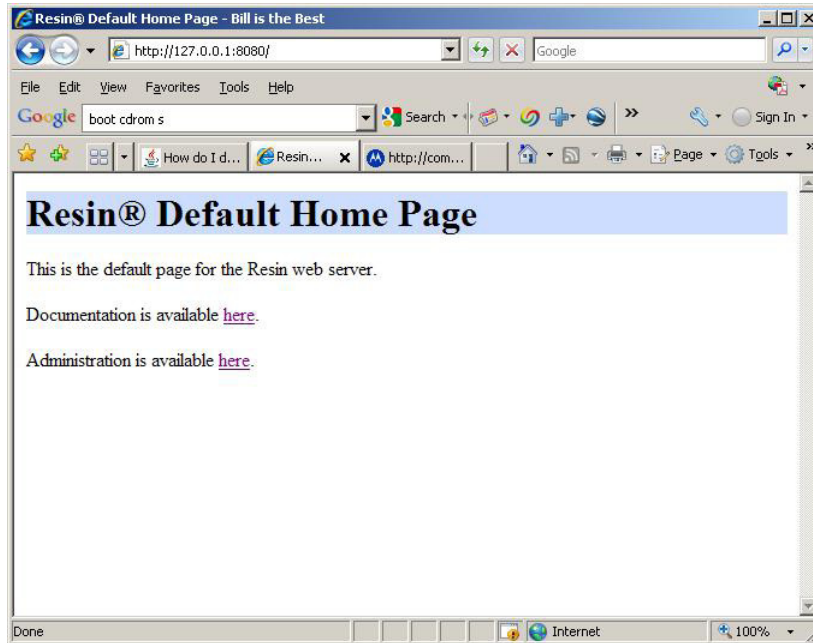 Resin® Default Home Page - Bill is the Best
http://127.0.0.1:8080/ Google
File Edit View Favorites Tools Help
Google boot cdrom s Search Sign In
How do I d... Resin... http://com... Page Tools
Resin® Default Home Page
This is the default page for the Resin web server.
Documentation is available here.
Administration is available here.
Done Internet 100%